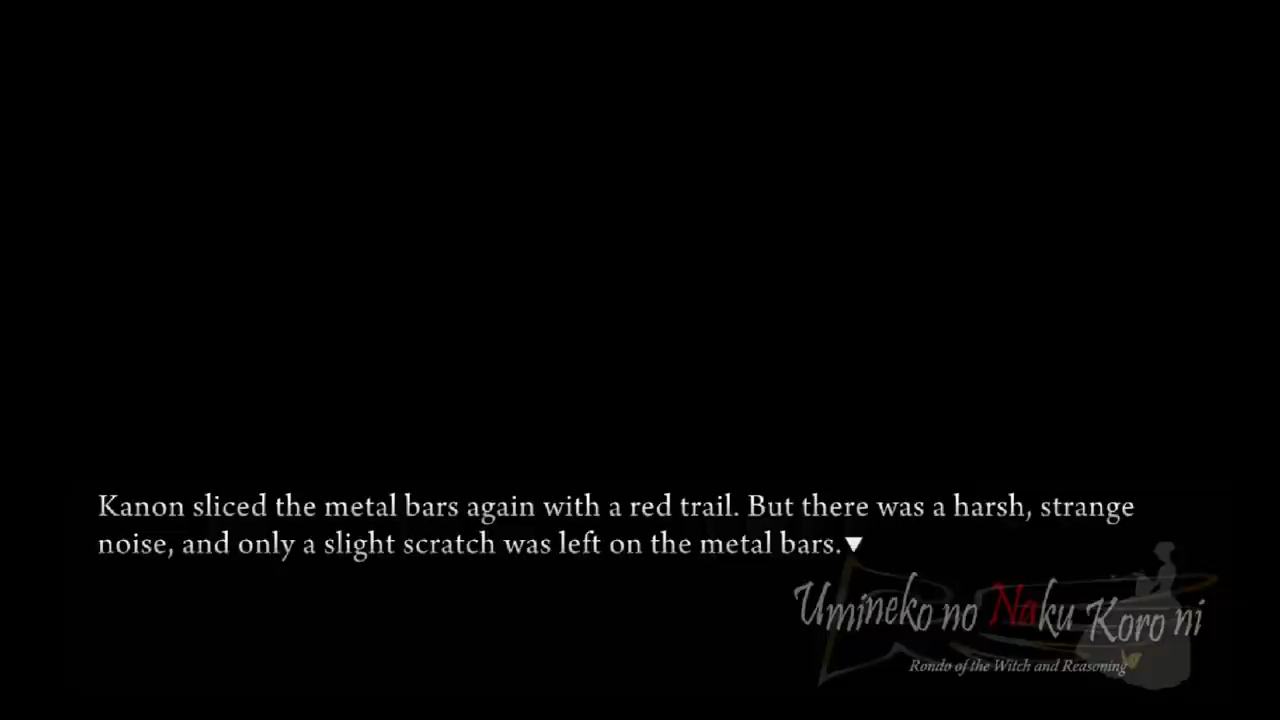 Kanon sliced the metal bars again with a red trail. But there was a harsh, strange
noise, and only a slight scratch was left on the metal bars.▼
Umineko no Naku Koro ni
Rondo of the Witch and Reasoning